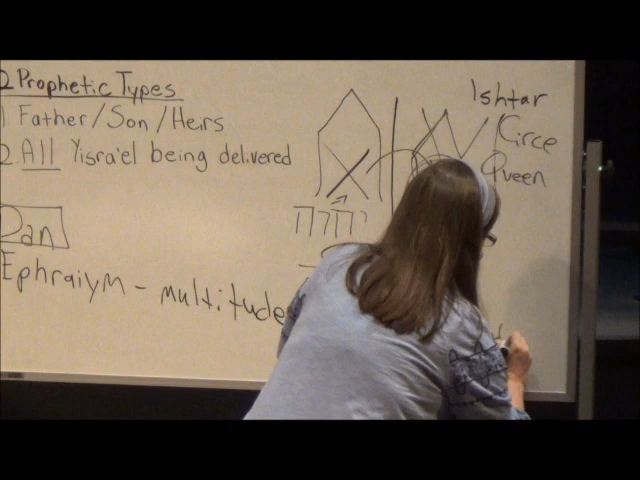 2 Prophetic Types
1 Father/Son/Heirs
2 All Yisra'el being delivered
Dan
Ephraiym - multitude
Ishtar
Circe
Queen
יהוה